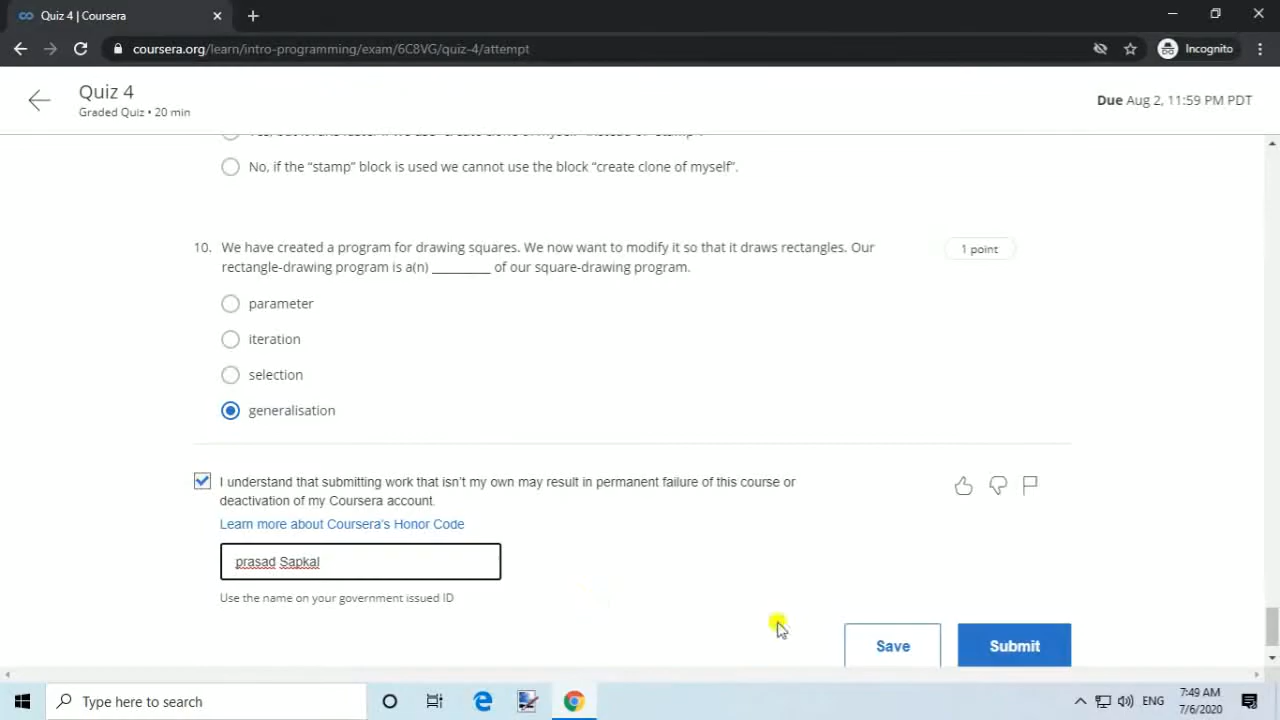 Quiz 4 | Coursera
coursera.org/learn/intro-programming/exam/6C8VG/quiz-4/attempt
Incognito
Quiz 4
Graded Quiz • 20 min
Due Aug 2, 11:59 PM PDT
No, if the “stamp” block is used we cannot use the block “create clone of myself”.
10. We have created a program for drawing squares. We now want to modify it so that it draws rectangles. Our
rectangle-drawing program is a(n) ________ of our square-drawing program.
1 point
parameter
iteration
selection
generalisation
I understand that submitting work that isn’t my own may result in permanent failure of this course or
deactivation of my Coursera account.
Learn more about Coursera’s Honor Code
prasad Sapkal
Use the name on your government issued ID
Save
Submit
Type here to search
ENG
7:49 AM
7/6/2020